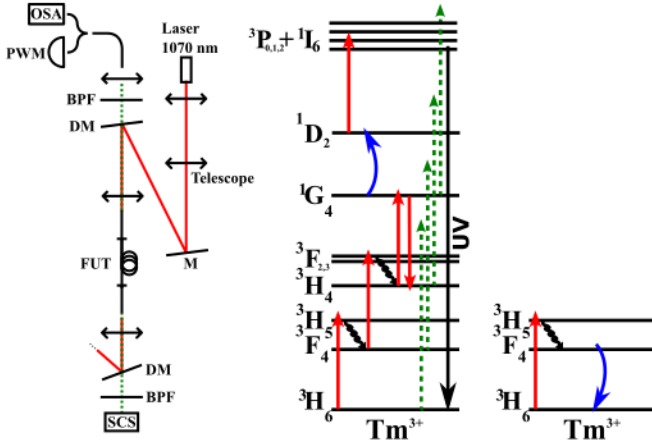 OSA
PWM
Laser
1070 nm
BPF
DM
Telescope
FUT
M
DM
BPF
SCS
³P₀,₁,₂+ ¹I₆
¹D₂
¹G₄
UV
³F₂,₃
³H₄
³H₅
³F₄
³H₆
Tm³⁺
³H₅
³F₄
³H₆
Tm³⁺